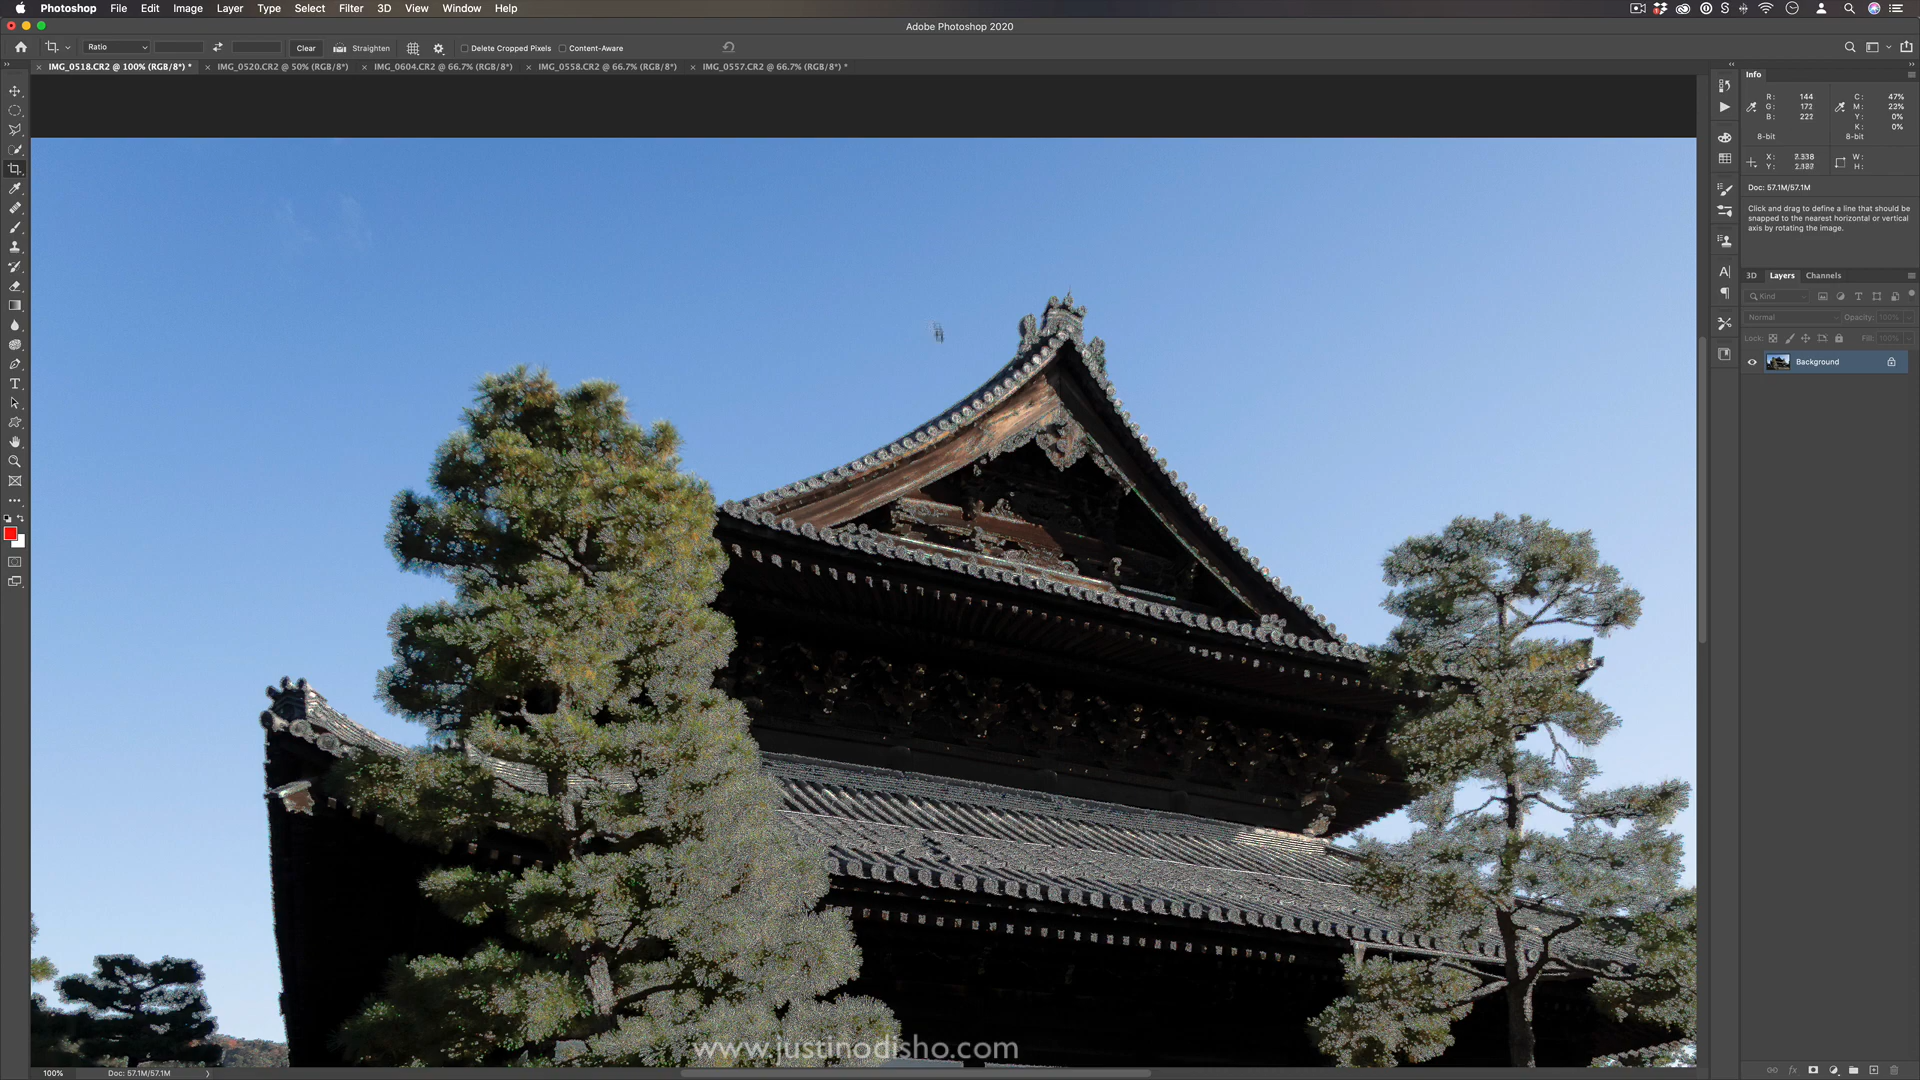 Photoshop File Edit Image Layer Type Select Filter 3D View Window Help
Adobe Photoshop 2020
Ratio Clear Straighten Delete Cropped Pixels Content-Aware
IMG_0518.CR2 @ 100% (RGB/8*) * IMG_0520.CR2 @ 50% (RGB/8*) IMG_0604.CR2 @ 66.7% (RGB/8*) IMG_0558.CR2 @ 66.7% (RGB/8*) IMG_0557.CR2 @ 66.7% (RGB/8*) *
Info
R: 144 C: 47%
G: 172 M: 22%
B: 222 Y: 0%
K: 0%
8-bit 8-bit
X: 2.338 W:
Y: H:
Doc: 57.1M/57.1M
Click and drag to define a line that should be
snapped to the nearest horizontal or vertical
axis by rotating the image.
3D Layers Channels
Kind
Normal Opacity: 100%
Lock: Fill: 100%
Background
www.justinodisho.com
100% Doc: 57.1M/57.1M